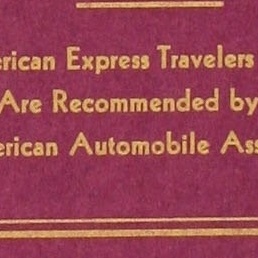 erican Express Travelers
Are Recommended by
erican Automobile Ass